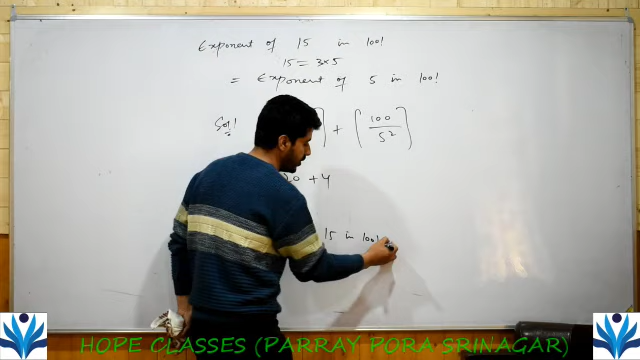 Exponent of 15 in 100!
15 = 3×5
= Exponent of 5 in 100!
Sol!
] + [100/5²]
20 + 4
15 in 100!
HOPE CLASSES (PARRAY PORA SRINAGAR)